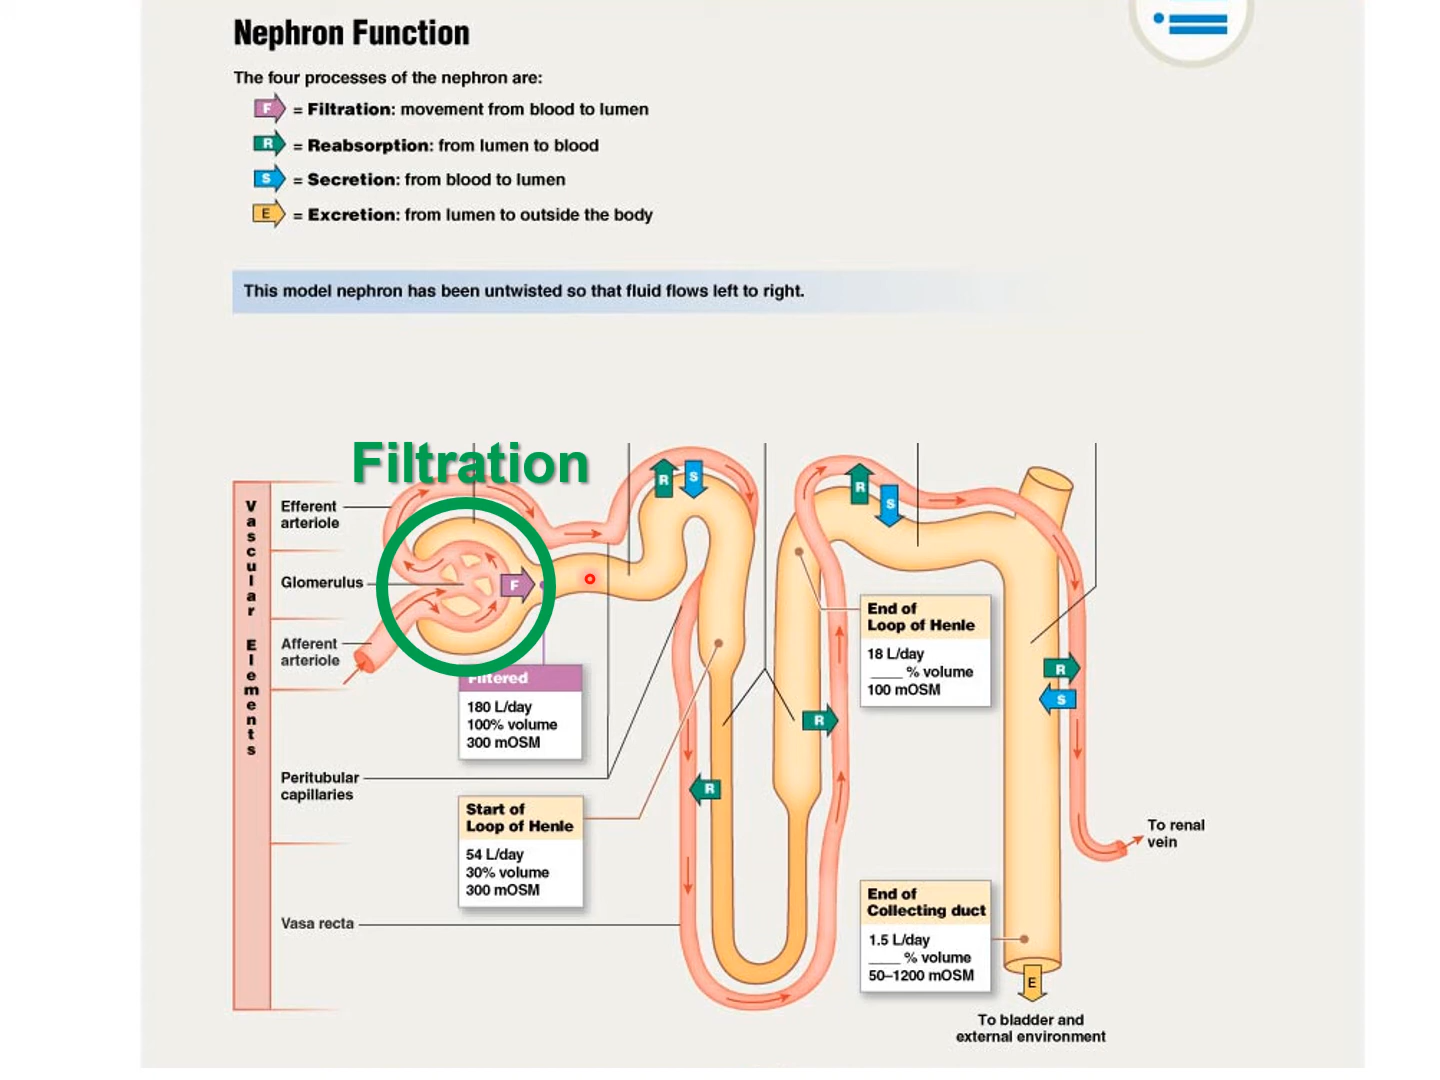 Nephron Function
The four processes of the nephron are:
F = Filtration: movement from blood to lumen
R = Reabsorption: from lumen to blood
S = Secretion: from blood to lumen
E = Excretion: from lumen to outside the body
This model nephron has been untwisted so that fluid flows left to right.
Filtration
Vascular Elements
Efferent
arteriole
Glomerulus
Afferent
arteriole
Peritubular
capillaries
Vasa recta
F
R
S
R
S
Filtered
180 L/day
100% volume
300 mOSM
Start of
Loop of Henle
54 L/day
30% volume
300 mOSM
R
R
End of
Loop of Henle
18 L/day
____ % volume
100 mOSM
R
S
End of
Collecting duct
1.5 L/day
____ % volume
50–1200 mOSM
To renal
vein
E
To bladder and
external environment